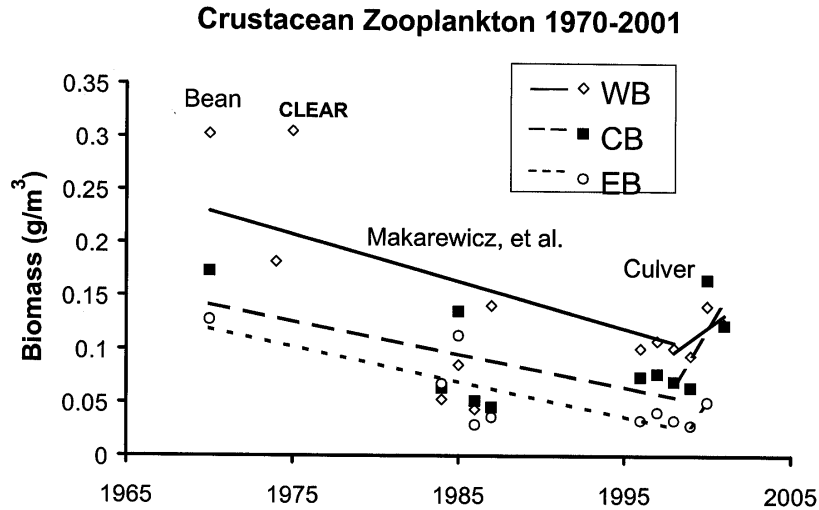 Crustacean Zooplankton 1970-2001
0.35
0.3
0.25
0.2
0.15
0.1
0.05
0
Biomass (g/m³)
Bean
CLEAR
WB
CB
EB
Makarewicz, et al.
Culver
1965
1975
1985
1995
2005